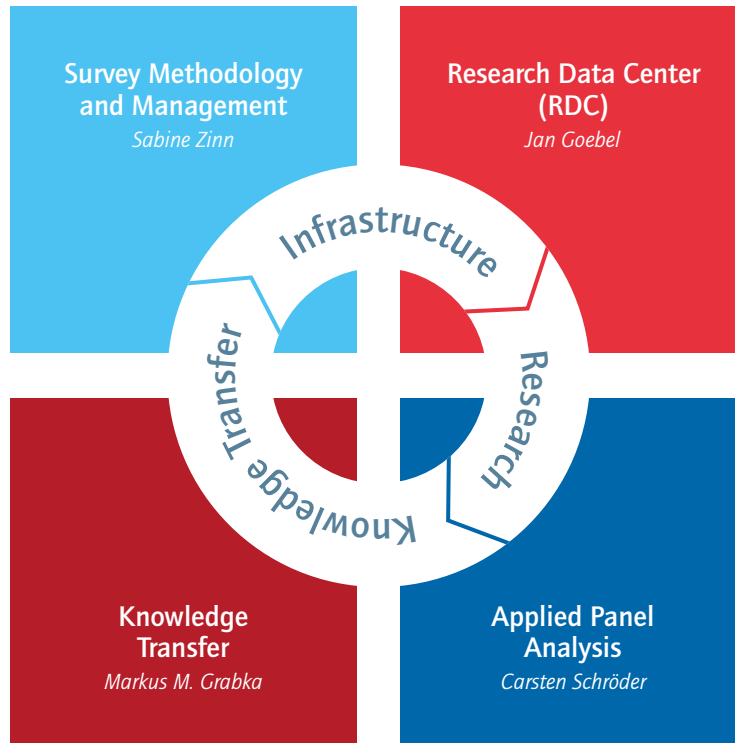 Survey Methodology
and Management
Sabine Zinn
Research Data Center
(RDC)
Jan Goebel
Infrastructure
Research
Knowledge Transfer
Knowledge
Transfer
Markus M. Grabka
Applied Panel
Analysis
Carsten Schröder